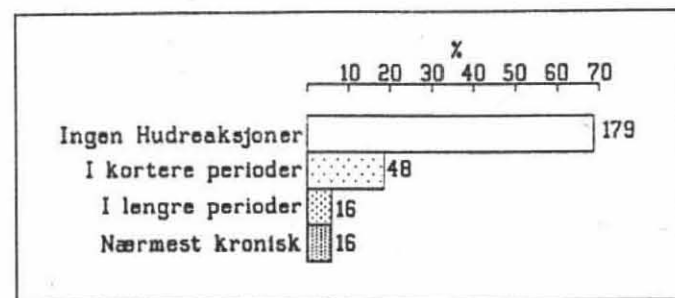 %
10 20 30 40 50 60 70
Ingen Hudreaksjoner 179
I kortere perioder 48
I lengre perioder 16
Nærmest kronisk 16